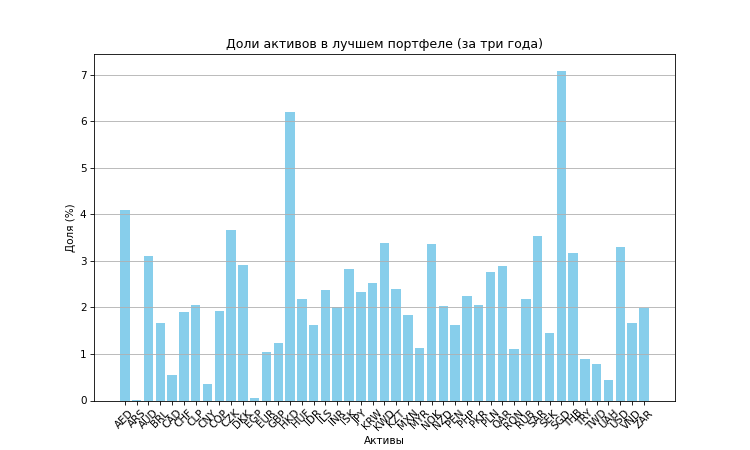 Доли активов в лучшем портфеле (за три года)
Доля (%)
7
6
5
4
3
2
1
0
AED
ARS
AUD
BRL
CAD
CHF
CLP
CNY
COP
CZK
DKK
EGP
EUR
GBP
HKD
HUF
IDR
ILS
INR
ISK
JPY
KRW
KWD
KZT
MXN
MYR
NOK
NZD
PEN
PHP
PKR
PLN
QAR
RON
RUB
SAR
SEK
SGD
THB
TRY
TWD
UAH
USD
VND
ZAR
Активы